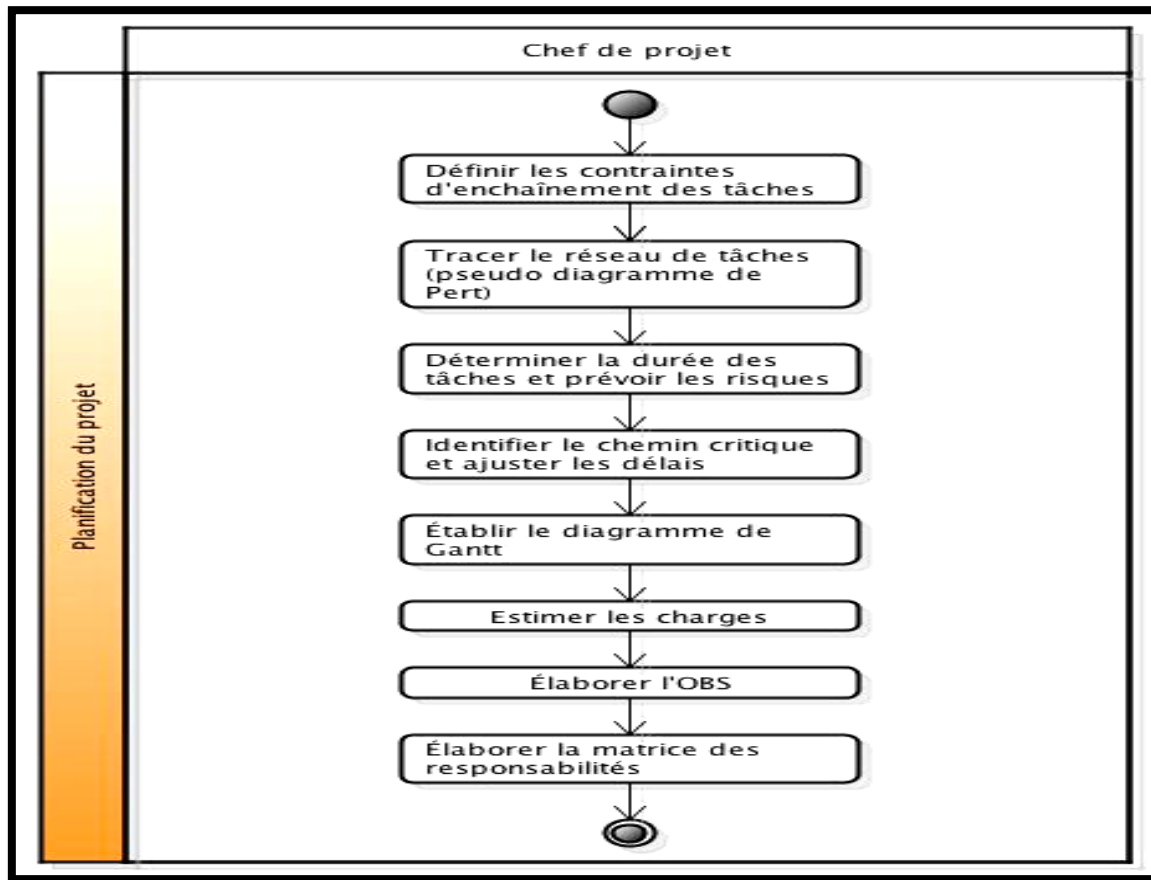 Chef de projet
Planification du projet
Définir les contraintes
d'enchaînement des tâches
Tracer le réseau de tâches
(pseudo diagramme de
Pert)
Déterminer la durée des
tâches et prévoir les risques
Identifier le chemin critique
et ajuster les délais
Établir le diagramme de
Gantt
Estimer les charges
Élaborer l'OBS
Élaborer la matrice des
responsabilités